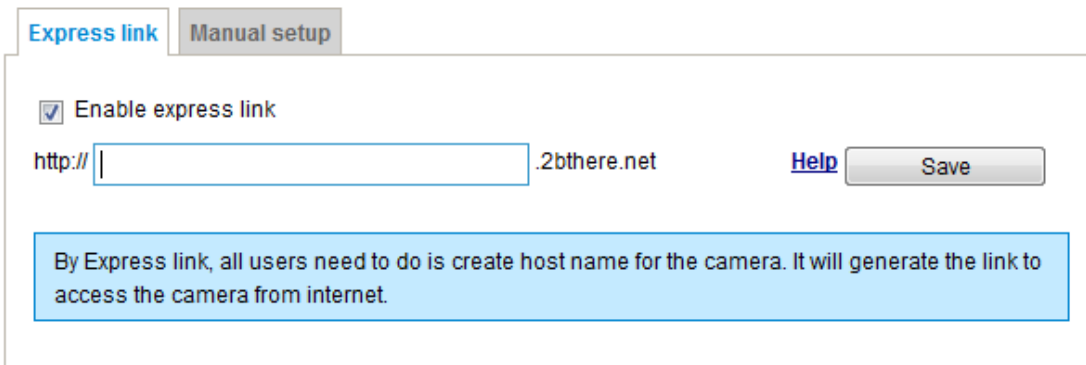 Express link Manual setup
Enable express link
http:// .2bthere.net Help Save
By Express link, all users need to do is create host name for the camera. It will generate the link to
access the camera from internet.